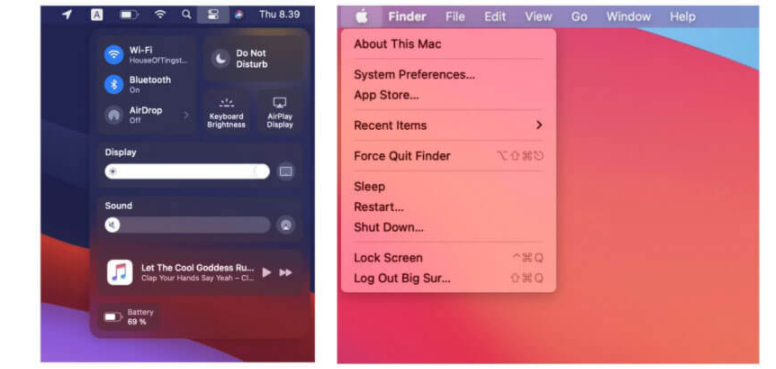 A
Thu 8.39
Wi-Fi
HouseOfTingst...
Bluetooth
On
AirDrop
Off
Do Not
Disturb
Keyboard
Brightness
AirPlay
Display
Display
Sound
Let The Cool Goddess Ru...
Clap Your Hands Say Yeah – Cl...
Battery
69 %
Finder File Edit View Go Window Help
About This Mac
System Preferences...
App Store...
Recent Items
Force Quit Finder ⌥⇧⌘⎋
Sleep
Restart...
Shut Down...
Lock Screen ^⌘Q
Log Out Big Sur... ⇧⌘Q